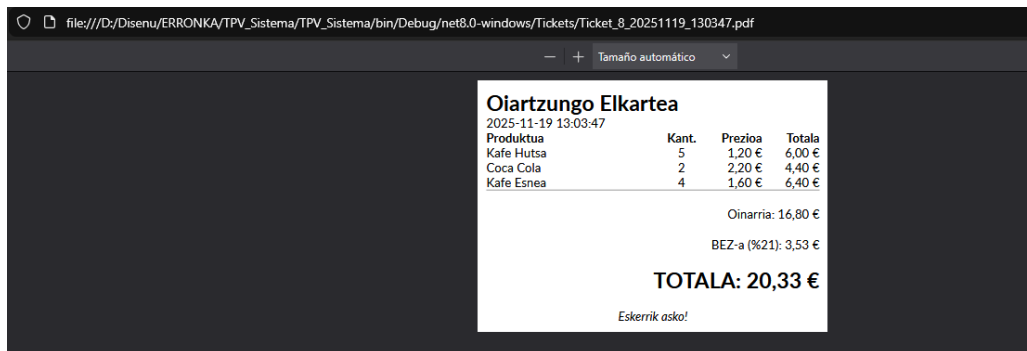 file:///D:/Disenu/ERRONKA/TPV_Sistema/TPV_Sistema/bin/Debug/net8.0-windows/Tickets/Ticket_8_20251119_130347.pdf
— + Tamaño automático
Oiartzungo Elkartea
2025-11-19 13:03:47
Produktua Kant. Prezioa Totala
Kafe Hutsa 5 1,20 € 6,00 €
Coca Cola 2 2,20 € 4,40 €
Kafe Esnea 4 1,60 € 6,40 €
Oinarria: 16,80 €
BEZ-a (%21): 3,53 €
TOTALA: 20,33 €
Eskerrik asko!